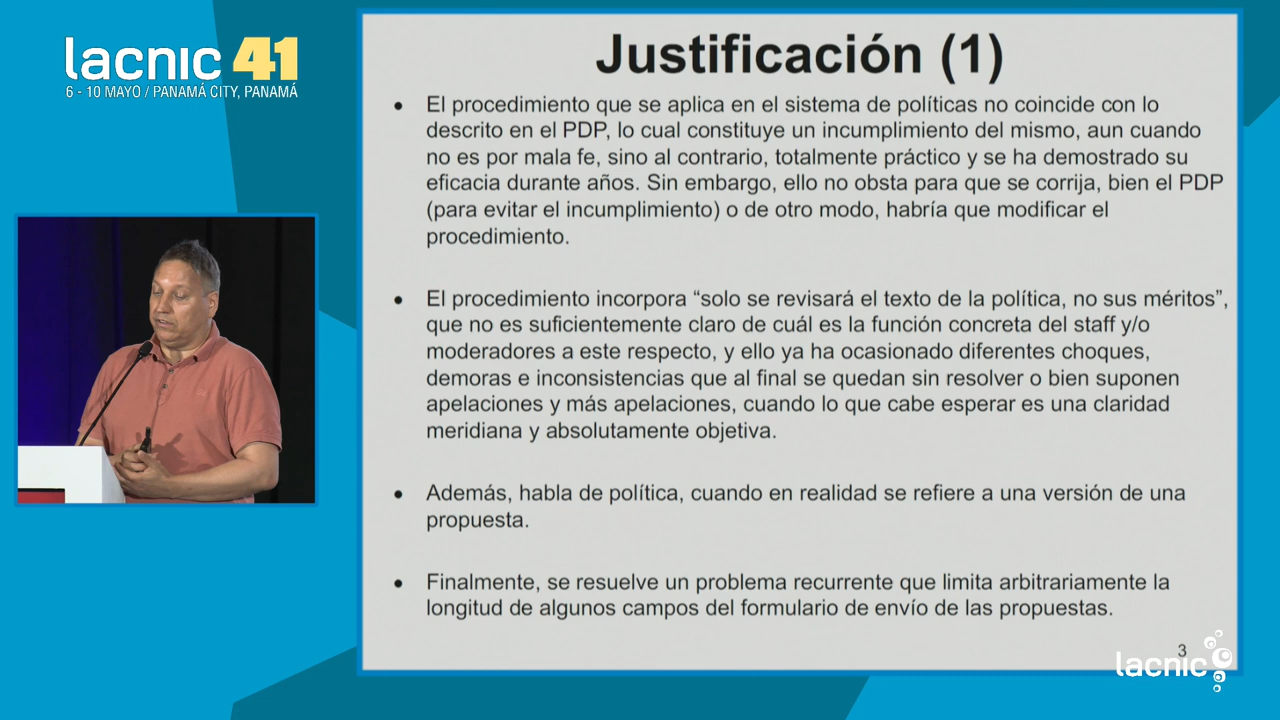 lacnic 41
6 - 10 MAYO / PANAMÁ CITY, PANAMÁ
Justificación (1)
● El procedimiento que se aplica en el sistema de políticas no coincide con lo
descrito en el PDP, lo cual constituye un incumplimiento del mismo, aun cuando
no es por mala fe, sino al contrario, totalmente práctico y se ha demostrado su
eficacia durante años. Sin embargo, ello no obsta para que se corrija, bien el PDP
(para evitar el incumplimiento) o de otro modo, habría que modificar el
procedimiento.
● El procedimiento incorpora “solo se revisará el texto de la política, no sus méritos”,
que no es suficientemente claro de cuál es la función concreta del staff y/o
moderadores a este respecto, y ello ya ha ocasionado diferentes choques,
demoras e inconsistencias que al final se quedan sin resolver o bien suponen
apelaciones y más apelaciones, cuando lo que cabe esperar es una claridad
meridiana y absolutamente objetiva.
● Además, habla de política, cuando en realidad se refiere a una versión de una
propuesta.
● Finalmente, se resuelve un problema recurrente que limita arbitrariamente la
longitud de algunos campos del formulario de envío de las propuestas.
3
lacnic